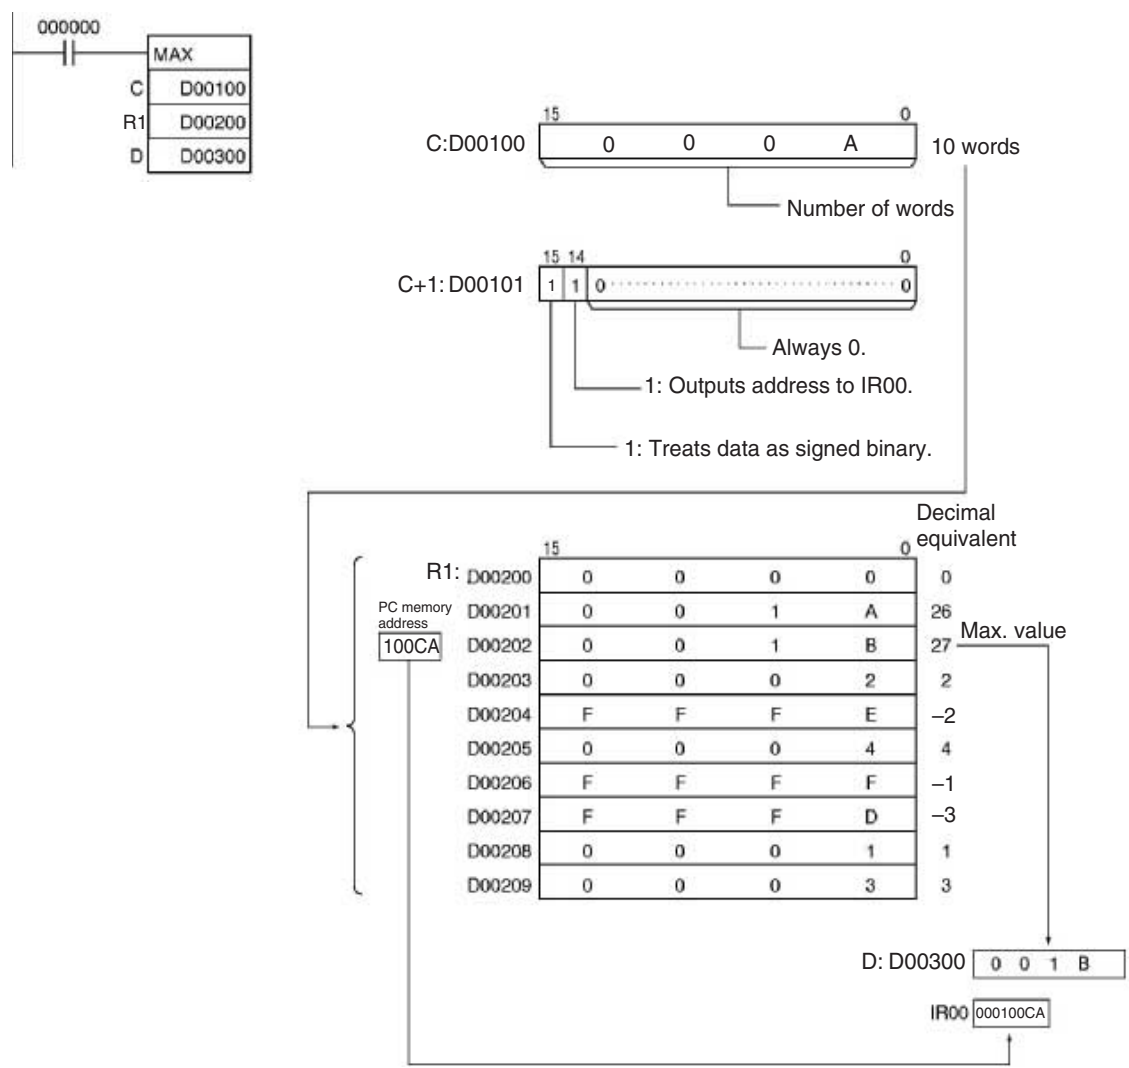 000000
MAX
C D00100
R1 D00200
D D00300
15 0
C:D00100 0 0 0 A 10 words
Number of words
15 14 0
C+1: D00101 1 1 0 0
Always 0.
1: Outputs address to IR00.
1: Treats data as signed binary.
Decimal
equivalent
15 0
R1: D00200 0 0 0 0 0
PC memory
address
100CA
D00201 0 0 1 A 26
Max. value
D00202 0 0 1 B 27
D00203 0 0 0 2 2
D00204 F F F E –2
D00205 0 0 0 4 4
D00206 F F F F –1
D00207 F F F D –3
D00208 0 0 0 1 1
D00209 0 0 0 3 3
D: D00300 0 0 1 B
IR00 000100CA